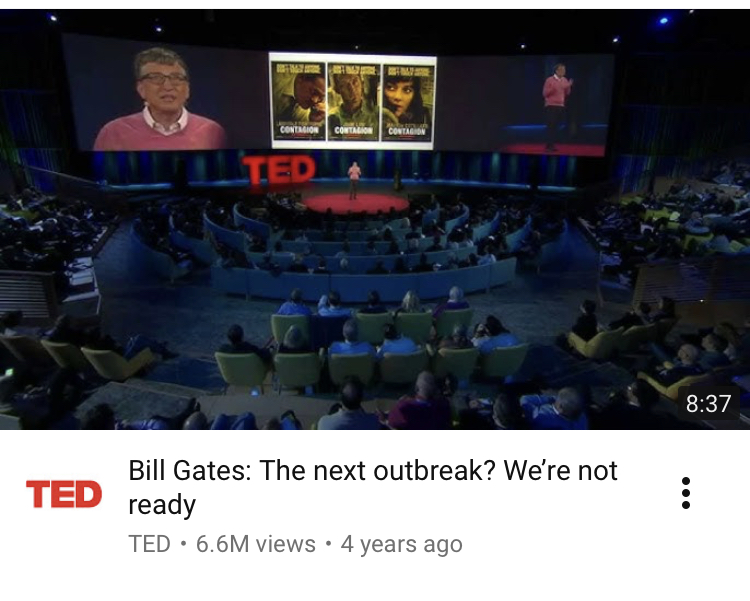 CONTAGION CONTAGION CONTAGION
TED
8:37
TED
Bill Gates: The next outbreak? We’re not
ready
TED • 6.6M views • 4 years ago